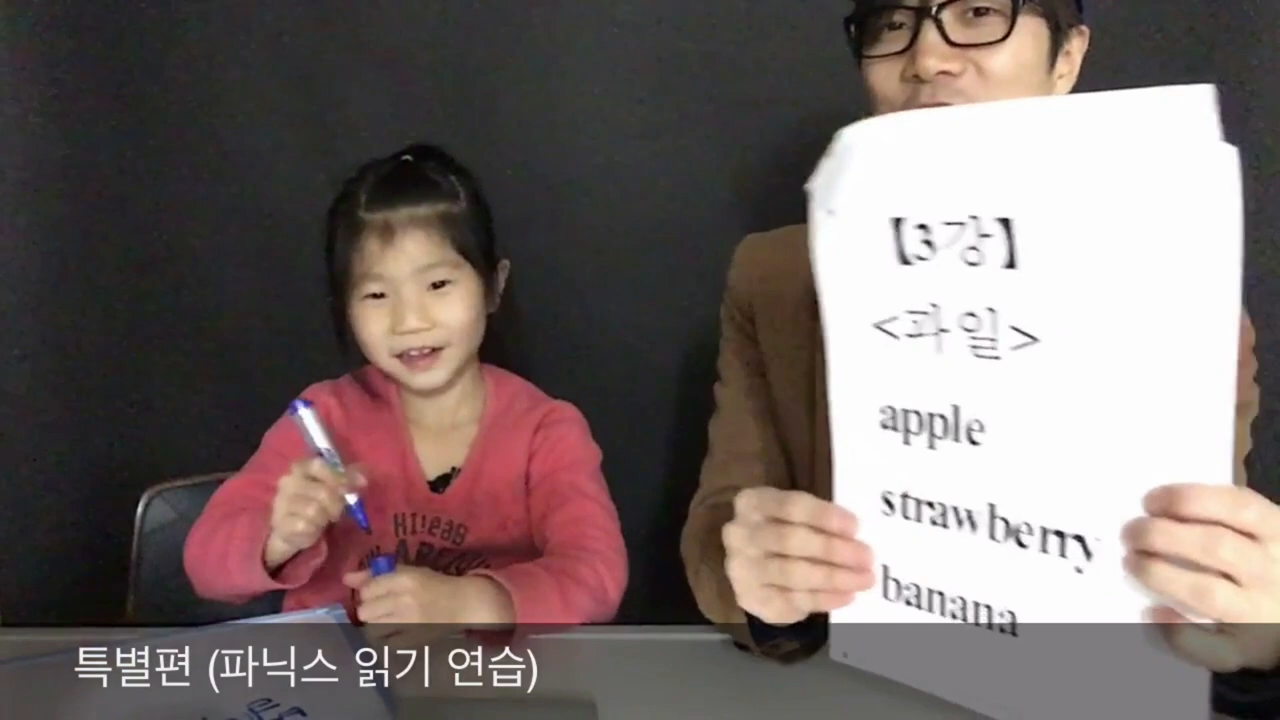 【3강】
<과일>
apple
strawberry
banana
특별편 (파닉스 읽기 연습)